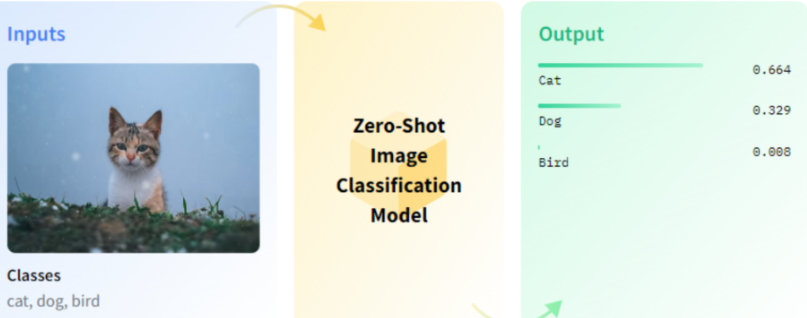 Inputs
Classes
cat, dog, bird
Zero-Shot
Image
Classification
Model
Output
Cat 0.664
Dog 0.329
Bird 0.008